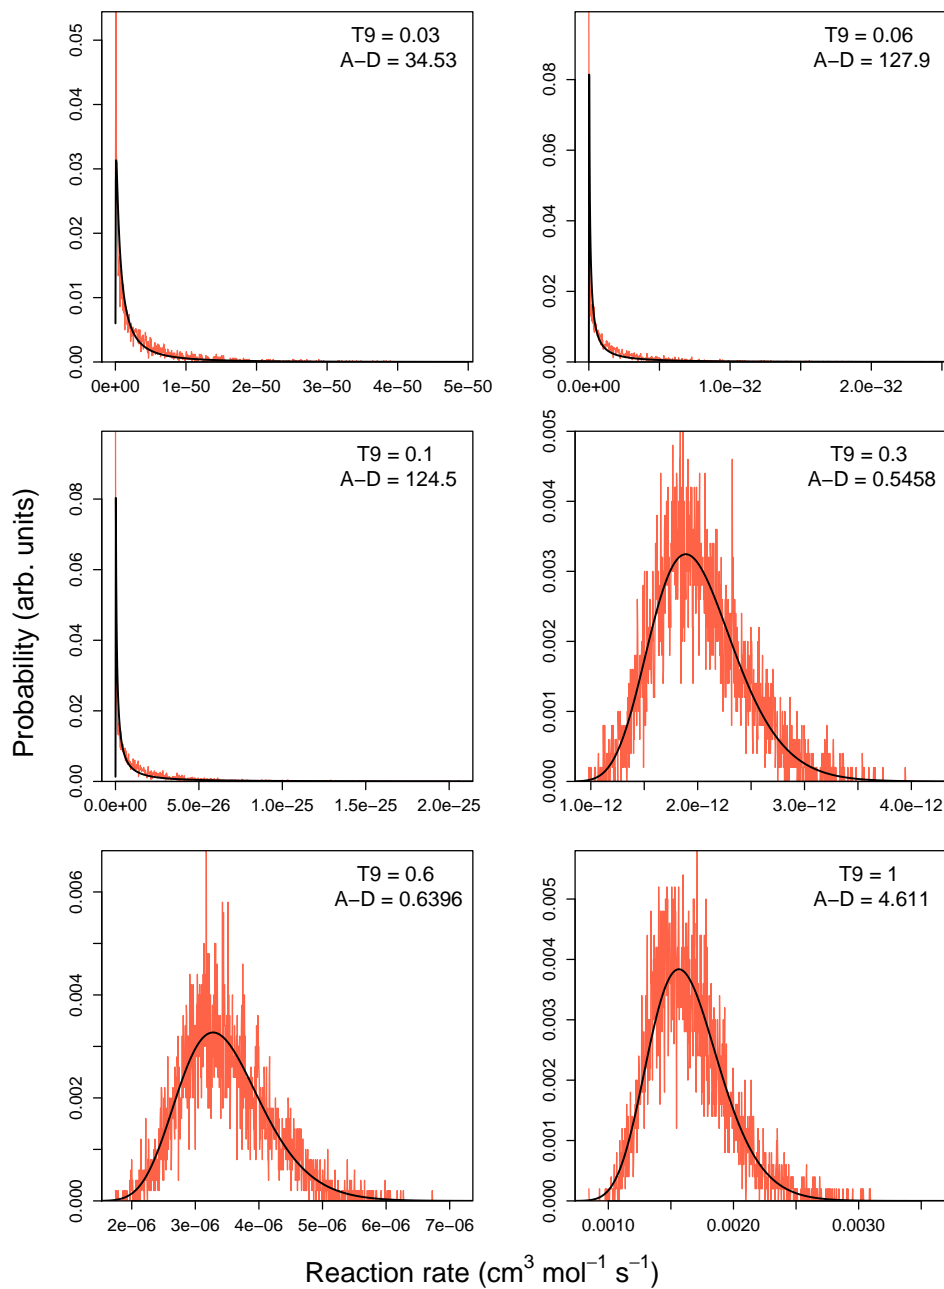 T9 = 0.03
A−D = 34.53
0.00
0.01
0.02
0.03
0.04
0.05
0e+00 1e−50 2e−50 3e−50 4e−50 5e−50
T9 = 0.06
A−D = 127.9
0.00
0.02
0.04
0.06
0.08
0.0e+00 1.0e−32 2.0e−32
T9 = 0.1
A−D = 124.5
0.00
0.02
0.04
0.06
0.08
0.0e+00 5.0e−26 1.0e−25 1.5e−25 2.0e−25
T9 = 0.3
A−D = 0.5458
0.000
0.001
0.002
0.003
0.004
0.005
1.0e−12 2.0e−12 3.0e−12 4.0e−12
T9 = 0.6
A−D = 0.6396
0.000
0.002
0.004
0.006
2e−06 3e−06 4e−06 5e−06 6e−06 7e−06
T9 = 1
A−D = 4.611
0.000
0.001
0.002
0.003
0.004
0.005
0.0010 0.0020 0.0030
Probability (arb. units)
Reaction rate (cm³ mol⁻¹ s⁻¹)